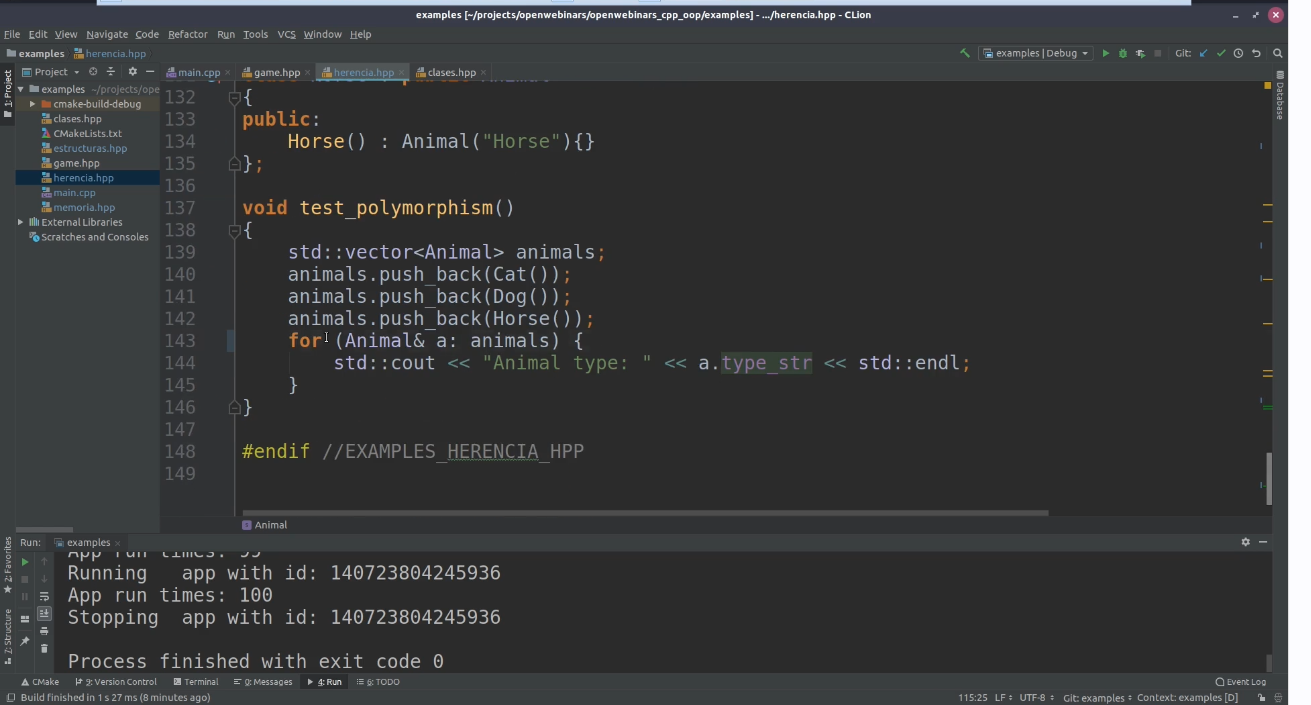 examples [~/projects/openwebinars/openwebinars_cpp_oop/examples] - .../herencia.hpp - CLion
File Edit View Navigate Code Refactor Run Tools VCS Window Help
examples herencia.hpp examples | Debug Git:
Project main.cpp game.hpp herencia.hpp clases.hpp
1: Project
Database
examples ~/projects/ope
cmake-build-debug
clases.hpp
CMakeLists.txt
estructuras.hpp
game.hpp
herencia.hpp
main.cpp
memoria.hpp
External Libraries
Scratches and Consoles
132 {
133 public:
134 Horse() : Animal("Horse"){}
135 };
136
137 void test_polymorphism()
138 {
139 std::vector<Animal> animals;
140 animals.push_back(Cat());
141 animals.push_back(Dog());
142 animals.push_back(Horse());
143 for (Animal& a: animals) {
144 std::cout << "Animal type: " << a.type_str << std::endl;
145 }
146 }
147
148 #endif //EXAMPLES_HERENCIA_HPP
149
Animal
Run: examples
2: Favorites
7: Structure
App run times: 99
Running app with id: 140723804245936
App run times: 100
Stopping app with id: 140723804245936
Process finished with exit code 0
CMake 9: Version Control Terminal 0: Messages 4: Run 6: TODO Event Log
Build finished in 1 s 27 ms (8 minutes ago) 115:25 LF UTF-8 Git: examples Context: examples [D]